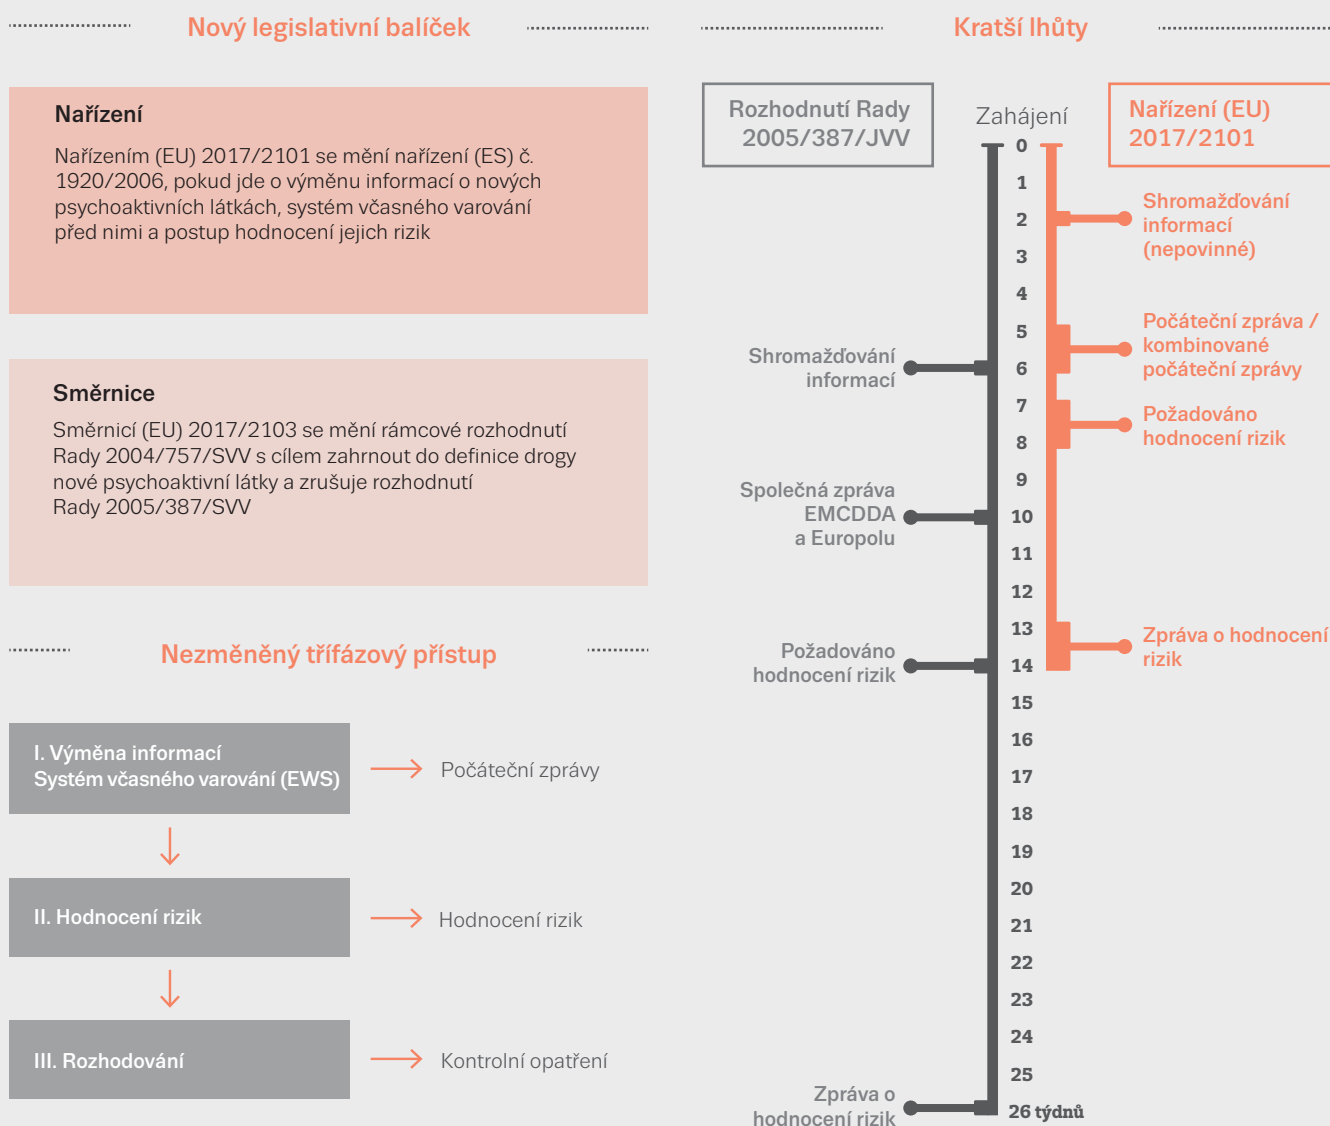 Nový legislativní balíček
Nařízení
Nařízením (EU) 2017/2101 se mění nařízení (ES) č.
1920/2006, pokud jde o výměnu informací o nových
psychoaktivních látkách, systém včasného varování
před nimi a postup hodnocení jejich rizik
Směrnice
Směrnicí (EU) 2017/2103 se mění rámcové rozhodnutí
Rady 2004/757/SVV s cílem zahrnout do definice drogy
nové psychoaktivní látky a zrušuje rozhodnutí
Rady 2005/387/SVV
Nezměněný třífázový přístup
I. Výměna informací
Systém včasného varování (EWS)
Počáteční zprávy
II. Hodnocení rizik
Hodnocení rizik
III. Rozhodování
Kontrolní opatření
Kratší lhůty
Rozhodnutí Rady
2005/387/JVV
Zahájení
Nařízení (EU)
2017/2101
0
1
2
3
4
5
6
7
8
9
10
11
12
13
14
15
16
17
18
19
20
21
22
23
24
25
26 týdnů
Shromažďování
informací
Společná zpráva
EMCDDA
a Europolu
Požadováno
hodnocení rizik
Zpráva o
hodnocení rizik
Shromažďování
informací
(nepovinné)
Počáteční zpráva /
kombinované
počáteční zprávy
Požadováno
hodnocení rizik
Zpráva o hodnocení
rizik